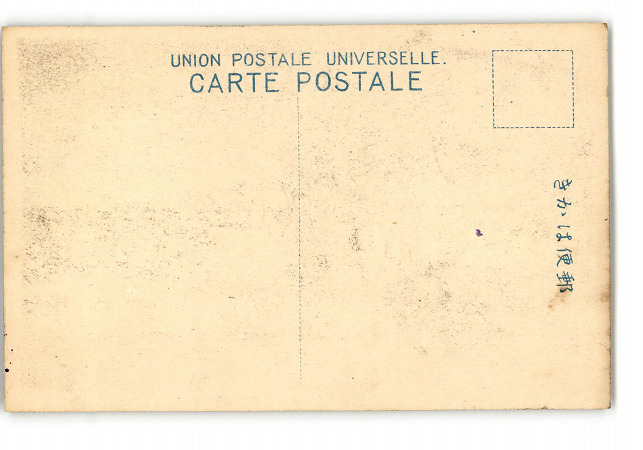 UNION POSTALE UNIVERSELLE.
CARTE POSTALE
きかは便郵